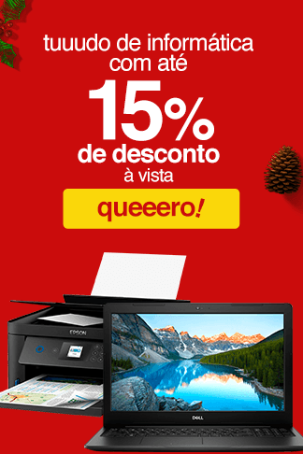 tuuudo de informática
com até
15%
de desconto
à vista
queeero!
EPSON
DELL